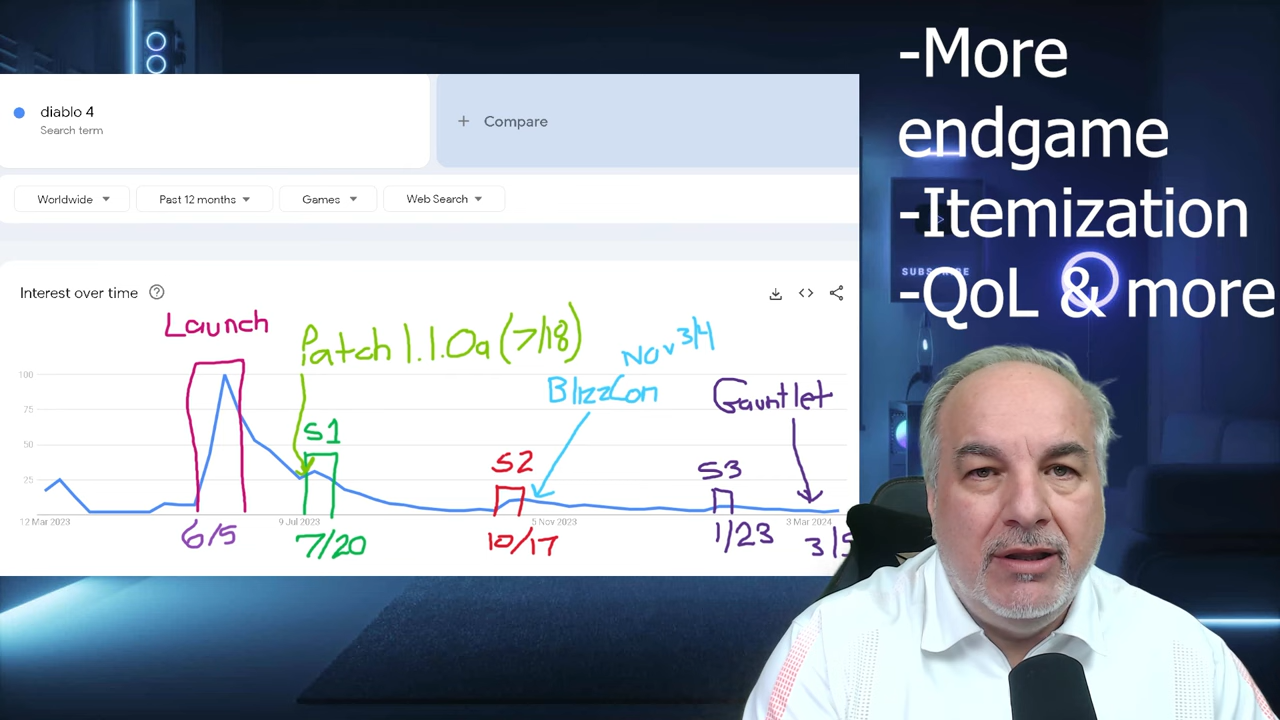 -More
endgame
-Itemization
-QoL & more
SUBSCRIBE
diablo 4
Search term
+ Compare
Worldwide
Past 12 months
Games
Web Search
Interest over time
Launch
Patch 1.1.0a (7/18)
Nov 3/4
BlizzCon
Gauntlet
S1
S2
S3
100
75
50
25
12 Mar 2023
9 Jul 2023
5 Nov 2023
3 Mar 2024
6/5
7/20
10/17
1/23
3/5